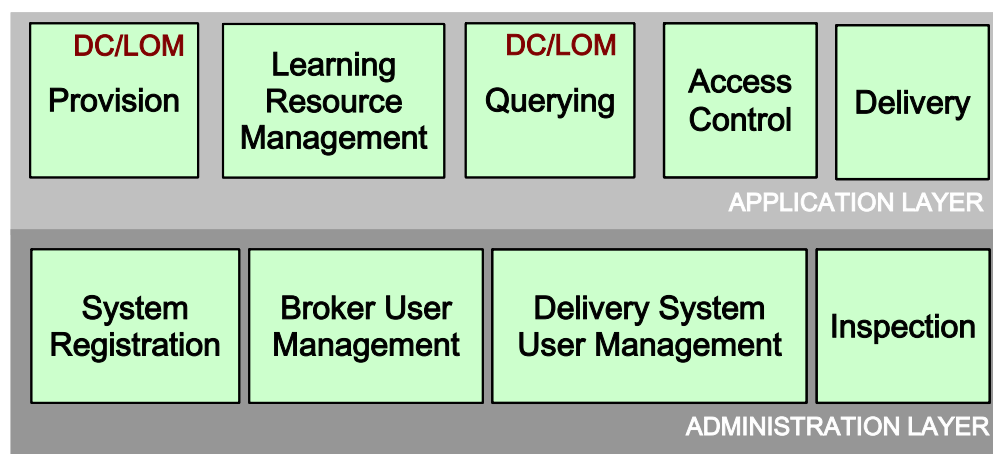 DC/LOM
Provision
Learning
Resource
Management
DC/LOM
Querying
Access
Control
Delivery
APPLICATION LAYER
System
Registration
Broker User
Management
Delivery System
User Management
Inspection
ADMINISTRATION LAYER